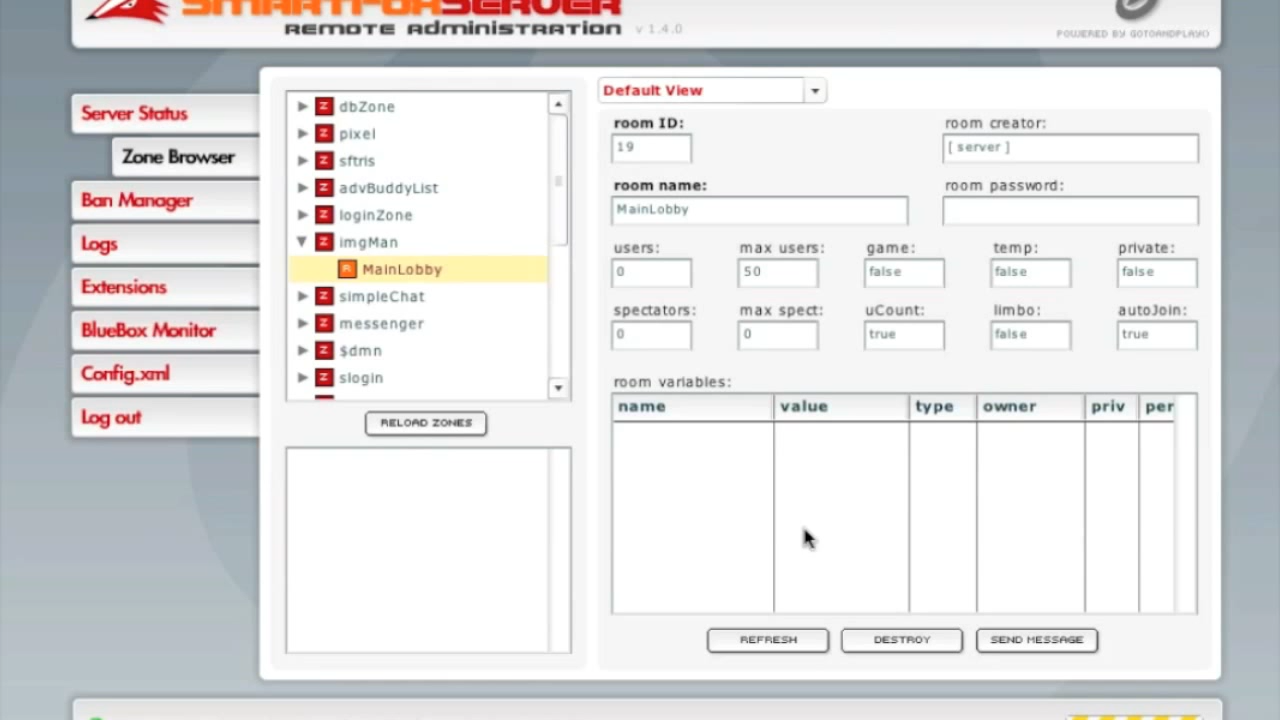 SMARTFOXSERVER
REMOTE ADMINISTRATION v 1.4.0
POWERED BY GOTOANDPLAY()
Server Status
Zone Browser
Ban Manager
Logs
Extensions
BlueBox Monitor
Config.xml
Log out
Z dbZone
Z pixel
Z sftris
Z advBuddyList
Z loginZone
Z imgMan
R MainLobby
Z simpleChat
Z messenger
Z $dmn
Z slogin
RELOAD ZONES
Default View
room ID:
19
room creator:
[ server ]
room name:
MainLobby
room password:
users: max users: game: temp: private:
0 50 false false false
spectators: max spect: uCount: limbo: autoJoin:
0 0 true false true
room variables:
name value type owner priv per
REFRESH DESTROY SEND MESSAGE